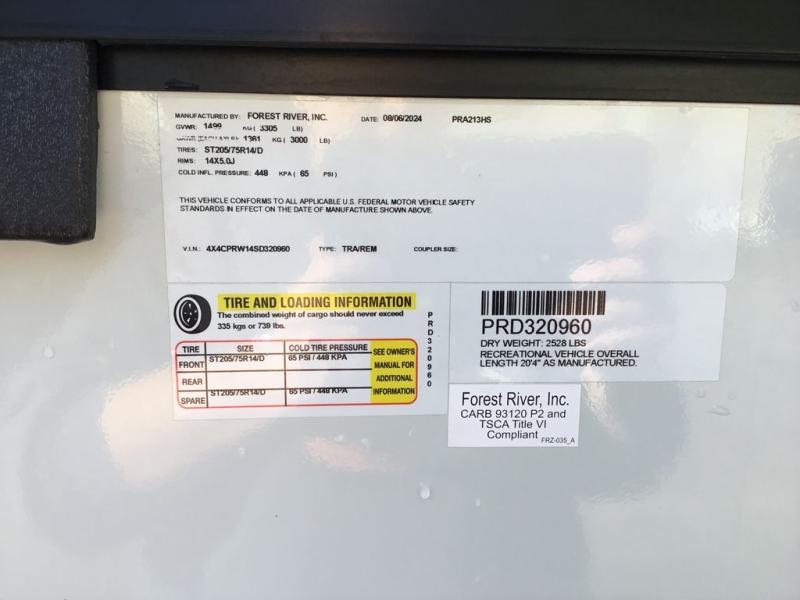 MANUFACTURED BY: FOREST RIVER, INC. DATE: 08/06/2024 PRA213HS
GVWR: 1499 KG ( 3305 LB)
1361 KG ( 3000 LB)
TIRES: ST205/75R14/D
RIMS: 14X5.0J
COLD INFL. PRESSURE: 448 KPA ( 65 PSI )
THIS VEHICLE CONFORMS TO ALL APPLICABLE U.S. FEDERAL MOTOR VEHICLE SAFETY
STANDARDS IN EFFECT ON THE DATE OF MANUFACTURE SHOWN ABOVE.
V.I.N.: 4X4CPRW14SD320960 TYPE: TRA/REM COUPLER SIZE:
TIRE AND LOADING INFORMATION
The combined weight of cargo should never exceed
335 kgs or 739 lbs.
TIRE SIZE COLD TIRE PRESSURE
FRONT ST205/75R14/D 65 PSI / 448 KPA
REAR
SPARE ST205/75R14/D 65 PSI / 448 KPA
SEE OWNER'S
MANUAL FOR
ADDITIONAL
INFORMATION
PRD320960
PRD320960
DRY WEIGHT: 2528 LBS
RECREATIONAL VEHICLE OVERALL
LENGTH 20'4" AS MANUFACTURED.
Forest River, Inc.
CARB 93120 P2 and
TSCA Title VI
Compliant FRZ-035_A